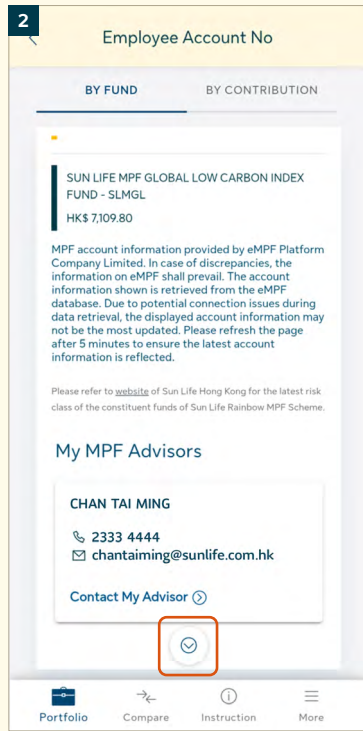 2
Employee Account No
BY FUND
BY CONTRIBUTION
SUN LIFE MPF GLOBAL LOW CARBON INDEX
FUND - SLMGL
HK$ 7,109.80
MPF account information provided by eMPF Platform
Company Limited. In case of discrepancies, the
information on eMPF shall prevail. The account
information shown is retrieved from the eMPF
database. Due to potential connection issues during
data retrieval, the displayed account information may
not be the most updated. Please refresh the page
after 5 minutes to ensure the latest account
information is reflected.
Please refer to website of Sun Life Hong Kong for the latest risk
class of the constituent funds of Sun Life Rainbow MPF Scheme.
My MPF Advisors
CHAN TAI MING
2333 4444
chantaiming@sunlife.com.hk
Contact My Advisor
Portfolio
Compare
Instruction
More